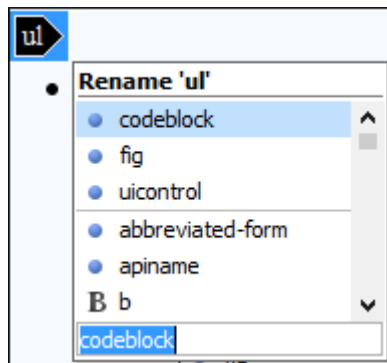 ul
Rename 'ul'
codeblock
fig
uicontrol
abbreviated-form
apiname
B b
codeblock